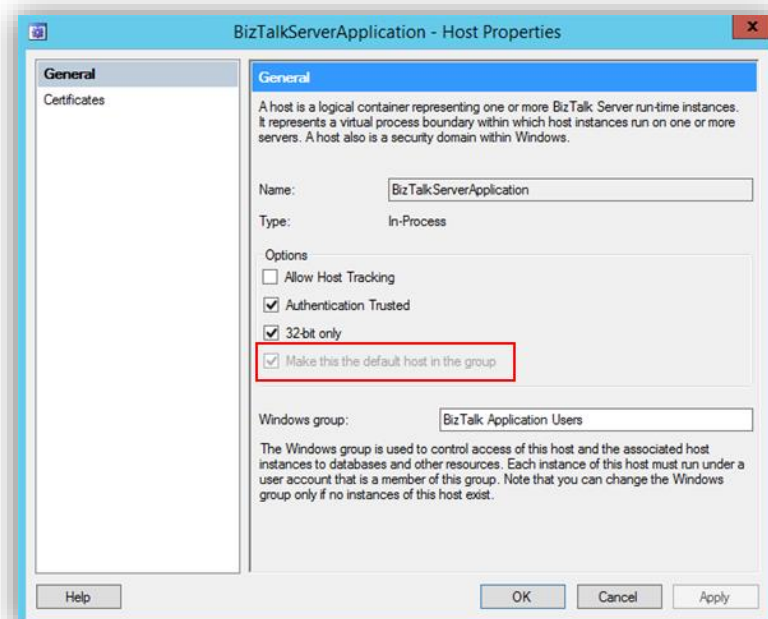 BizTalkServerApplication - Host Properties
x
General
Certificates
General
A host is a logical container representing one or more BizTalk Server run-time instances.
It represents a virtual process boundary within which host instances run on one or more
servers. A host also is a security domain within Windows.
Name: BizTalkServerApplication
Type: In-Process
Options
Allow Host Tracking
Authentication Trusted
32-bit only
Make this the default host in the group
Windows group: BizTalk Application Users
The Windows group is used to control access of this host and the associated host
instances to databases and other resources. Each instance of this host must run under a
user account that is a member of this group. Note that you can change the Windows
group only if no instances of this host exist.
Help OK Cancel Apply